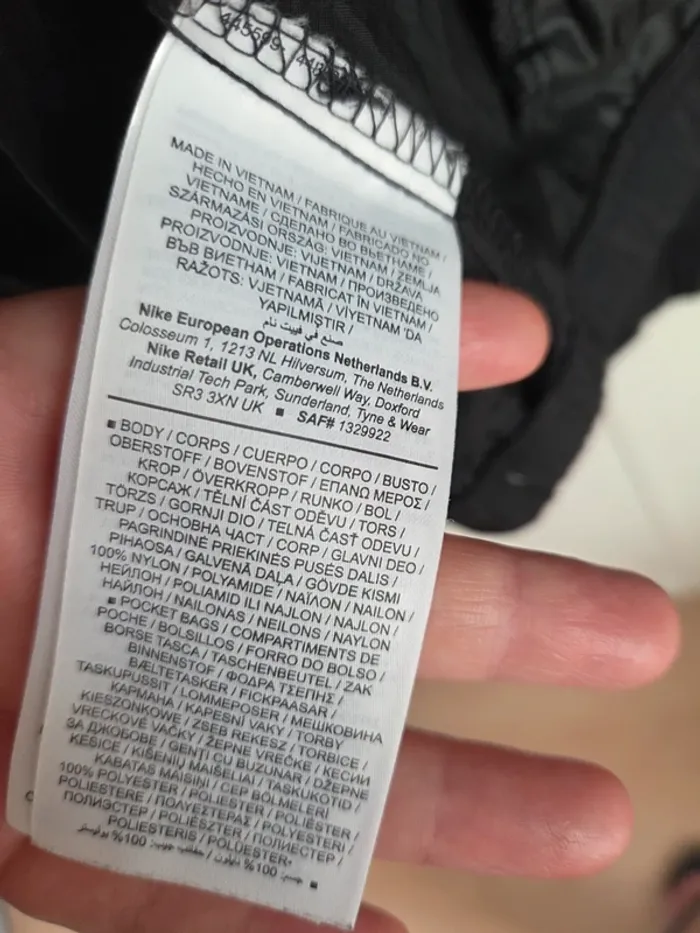 MADE IN VIETNAM / FABRIQUE AU VIETNAM /
HECHO EN VIETNAM / FABRICADO NO
VIETNAME / СДЕЛАНО ВО ВЬЕТНАМЕ /
SZÁRMAZÁSI ORSZÁG: VIETNAM / ZEMLJA
PROIZVODNJE: VIJETNAM / DRŽAVA
PROIZVODNJE: VIETNAM / ПРОИЗВЕДЕНО
ВЪВ ВИЕТНАМ / FABRICAT ÎN VIETNAM /
RAŽOTS: VJETNAMĀ / VİYETNAM 'DA
YAPILMIŞTIR /
صنع في فييت نام
Nike European Operations Netherlands B.V.
Colosseum 1, 1213 NL Hilversum, The Netherlands
Nike Retail UK, Camberwell Way, Doxford
Industrial Tech Park, Sunderland, Tyne & Wear
SR3 3XN UK ■ SAF# 1329922
■ BODY / CORPS / CUERPO / CORPO / BUSTO /
OBERSTOFF / BOVENSTOF / ΕΠΑΝΩ ΜΕΡΟΣ /
KROP / ÖVERKROPP / RUNKO / BOL /
КОРСАЖ / TĚLNÍ ČÁST ODĚVU / TORS /
TÖRZS / GORNJI DIO / TELNÁ ČASŤ ODEVU /
TRUP / ОСНОВНА ЧАСТ / CORP / GLAVNI DEO /
PAGRINDINĖ PRIEKINĖS PUSĖS DALIS /
PIHAOSA / GALVENĀ DAĻA / GÖVDE KISMI
100% NYLON / POLYAMIDE / NAÏLON / NAILON /
НЕЙЛОН / POLIAMID ILI NAJLON / NAJLON /
НАЙЛОН / NAILONAS / NEILONS / NAYLON
■ POCKET BAGS / COMPARTIMENTS DE
POCHE / BOLSILLOS / FORRO DO BOLSO /
BORSE TASCA / TASCHENBEUTEL / ZAK
BINNENSTOF / ΦΟΔΡΑ ΤΣΕΠΗΣ /
BÆLTETASKER / FICKPÅSAR /
TASKUPUSSIT / LOMMEPOSER / МЕШКОВИНА
КАРМАНА / KAPESNÍ VAKY / TORBY
KIESZONKOWE / ZSEB REKESZ / TORBICE /
VRECKOVÉ VAČKY / ŽEPNE VREČKE / КЕСИИ
ЗА ДЖОБОВЕ / GENȚI CU BUZUNAR / DŽEPNE
KESICE / KIŠENIŲ MAIŠELIAI / TASKUKOTID /
KABATAS MAISIŅI / CEP BÖLMELERİ
100% POLYESTER / POLIESTER / POLIÉSTER /
POLIESTERE / ΠΟΛΥΕΣΤΕΡΑΣ / POLYESTERI /
ПОЛИЭСТЕР / POLIÉSZTER / ПОЛИЕСТЕР /
POLIESTERIS / POLÜESTER